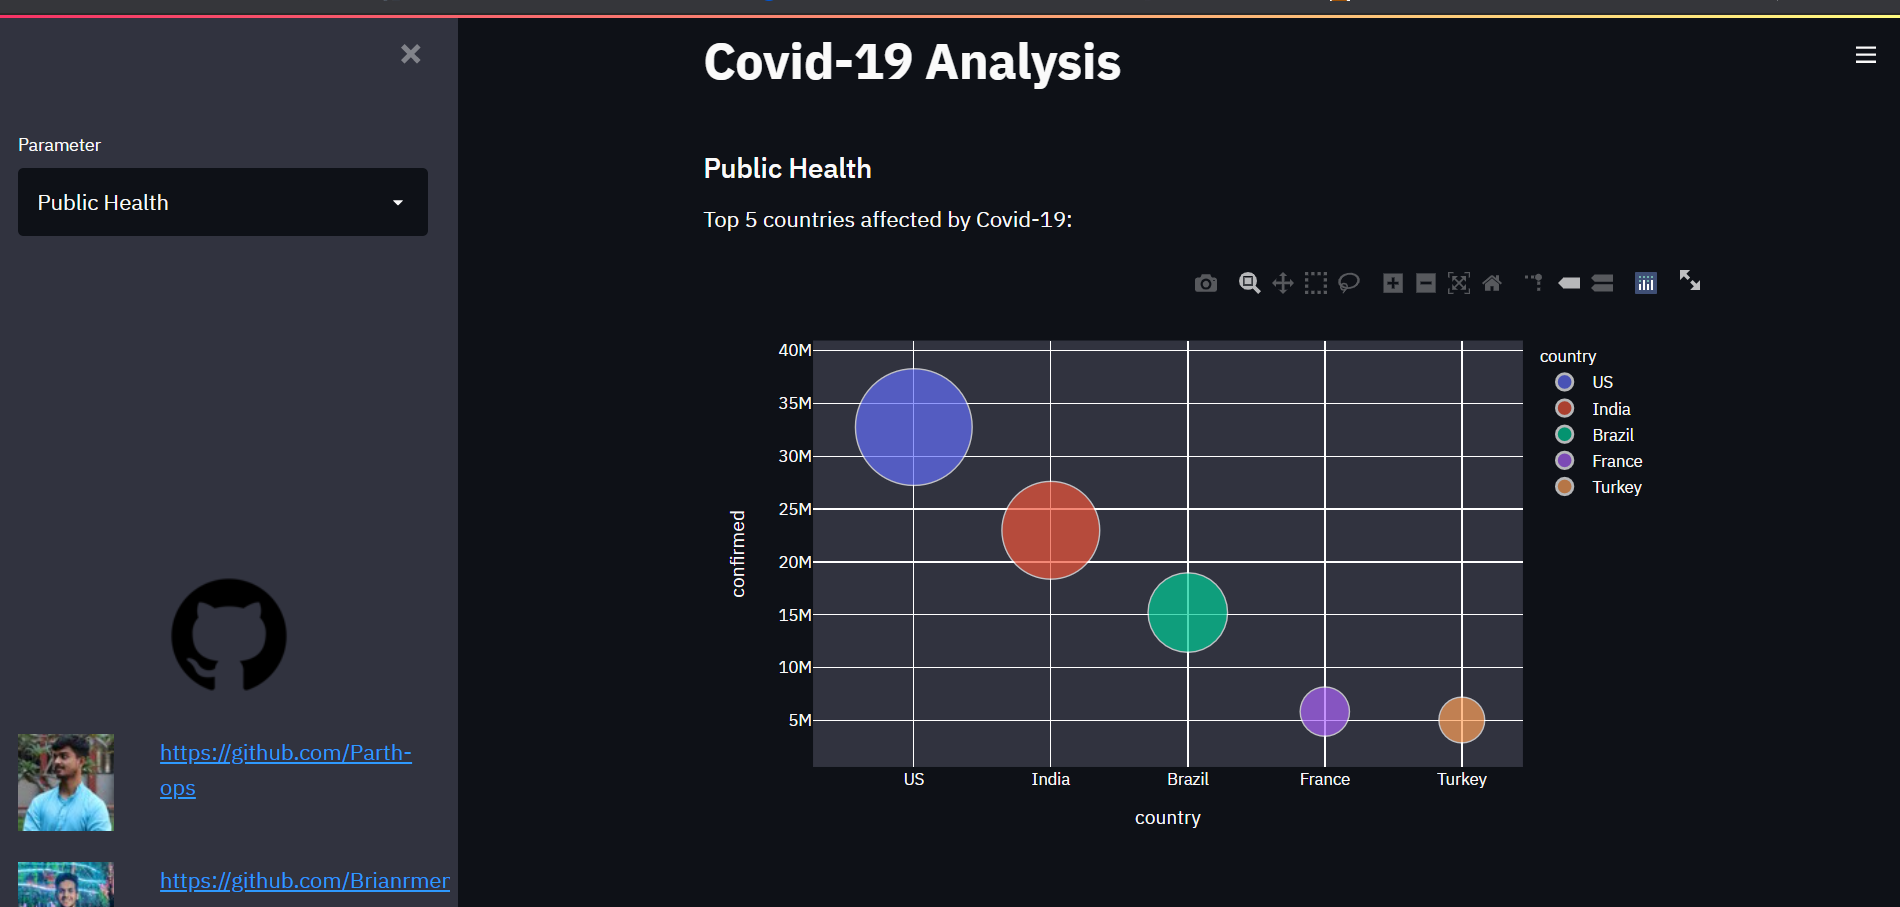 Covid-19 Analysis
Parameter
Public Health
Public Health
Top 5 countries affected by Covid-19:
40M
35M
30M
25M
20M
15M
10M
5M
confirmed
US
India
Brazil
France
Turkey
country
country
US
India
Brazil
France
Turkey
https://github.com/Parth-
ops
https://github.com/Brianrmer